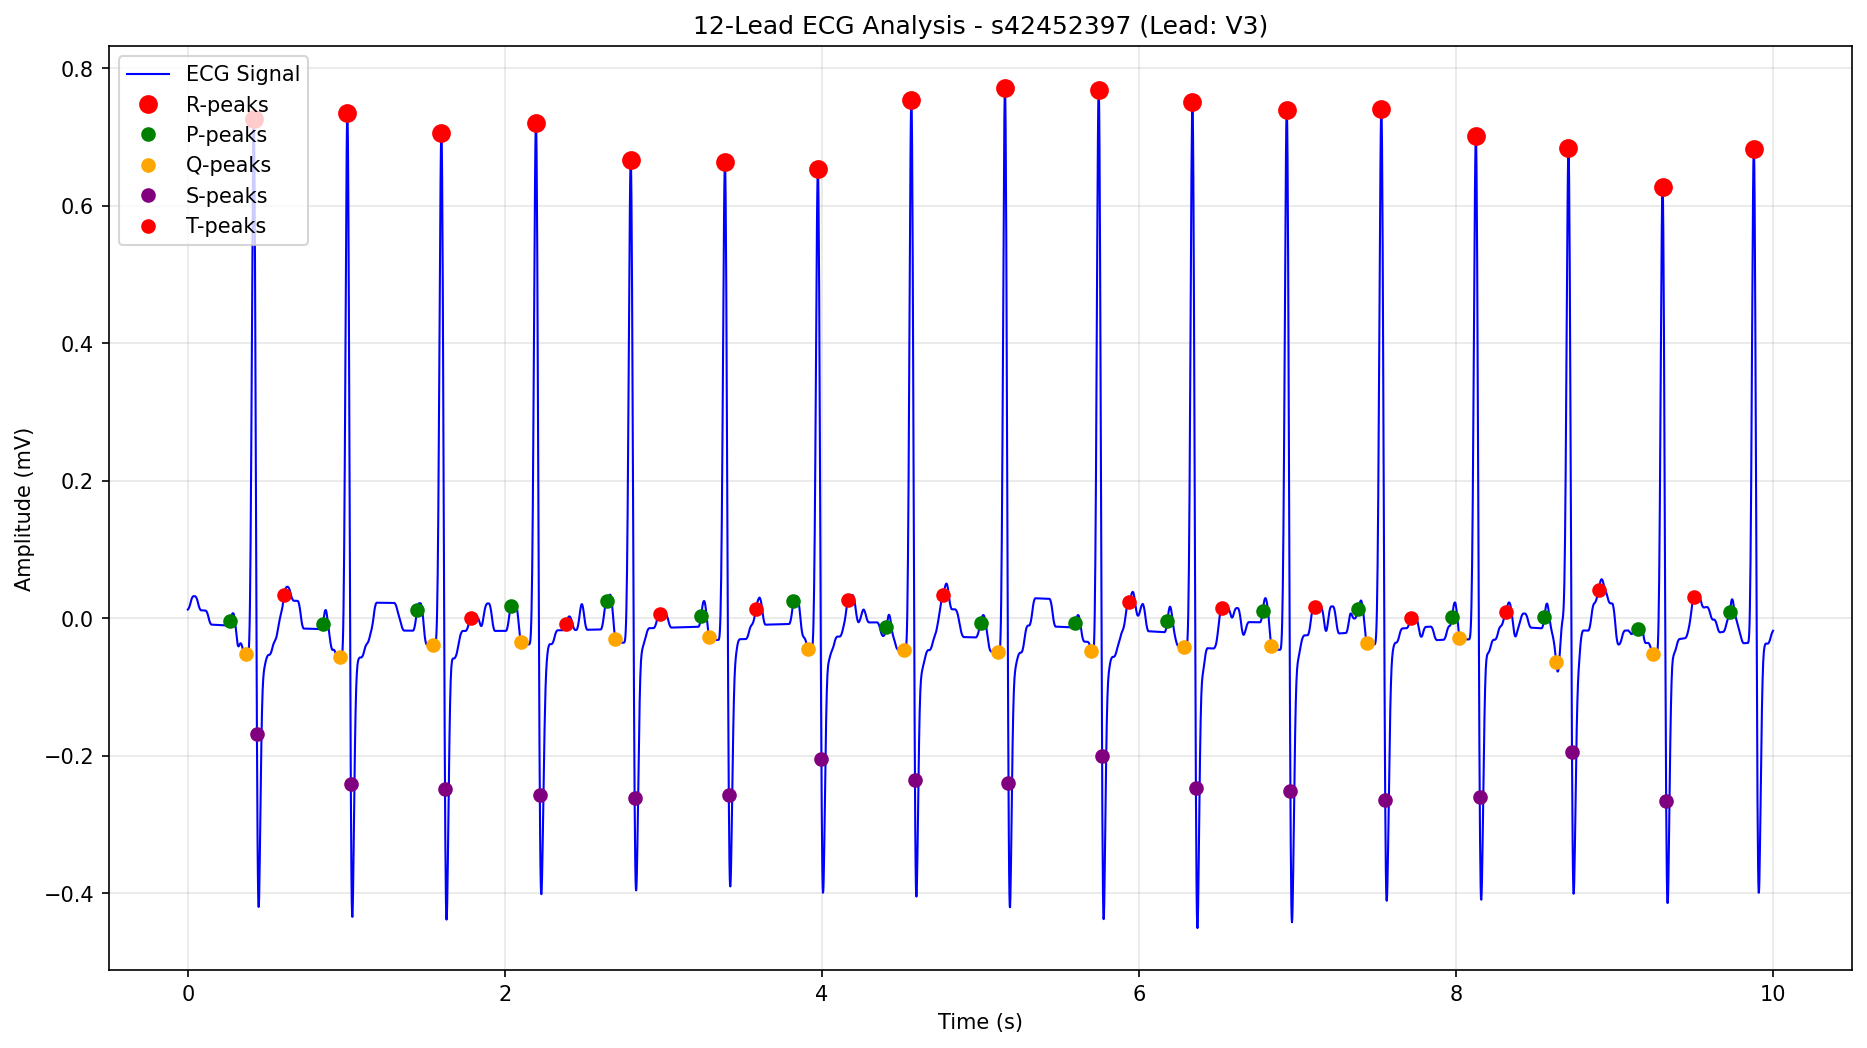 12-Lead ECG Analysis - s42452397 (Lead: V3)
ECG Signal
R-peaks
P-peaks
Q-peaks
S-peaks
T-peaks
Amplitude (mV)
0.8
0.6
0.4
0.2
0.0
−0.2
−0.4
0 2 4 6 8 10
Time (s)